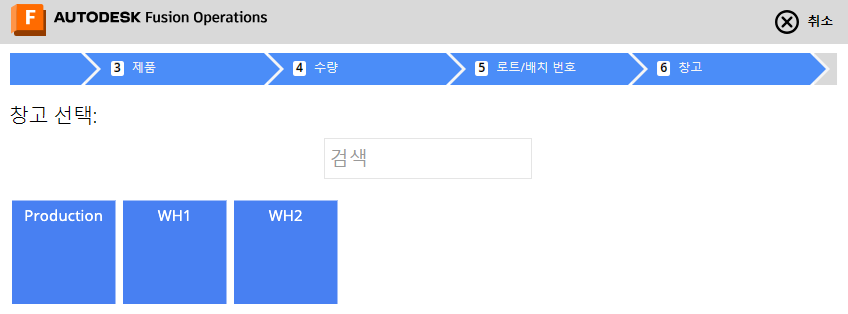 F AUTODESK Fusion Operations
취소
3 제품
4 수량
5 로트/배치 번호
6 창고
창고 선택:
검색
Production
WH1
WH2